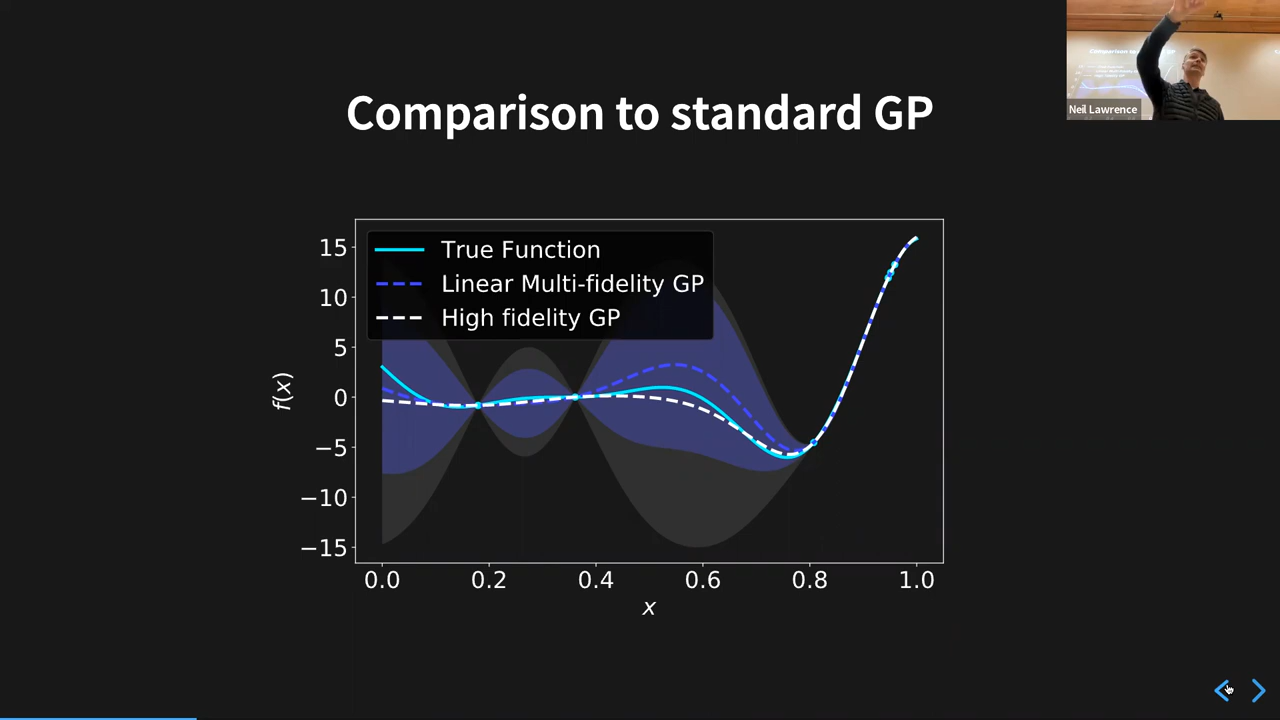 Comparison to standard GP
Neil Lawrence
True Function
Linear Multi-fidelity GP
High fidelity GP
15
10
5
0
−5
−10
−15
f(x)
0.0 0.2 0.4 0.6 0.8 1.0
x